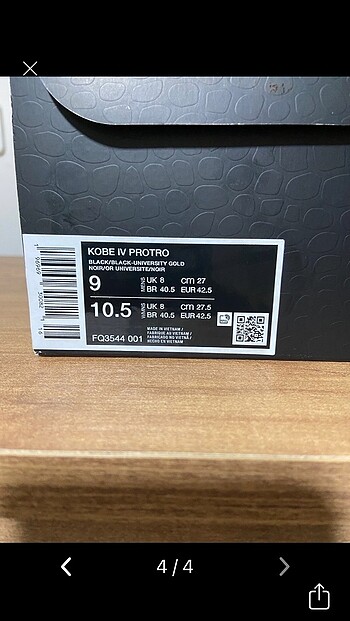 KOBE IV PROTRO
BLACK/BLACK-UNIVERSITY GOLD
NOIR/OR UNIVERSITE/NOIR
9 MENS UK 8 cm 27
BR 40.5 EUR 42.5
10.5 WMNS UK 8 cm 27.5
BR 40.5 EUR 42.5
FQ3544 001
MADE IN VIETNAM /
FABRIQUÉ AU VIETNAM /
FABRICADO NO VIETNÃ /
HECHO EN VIETNAM
4 / 4